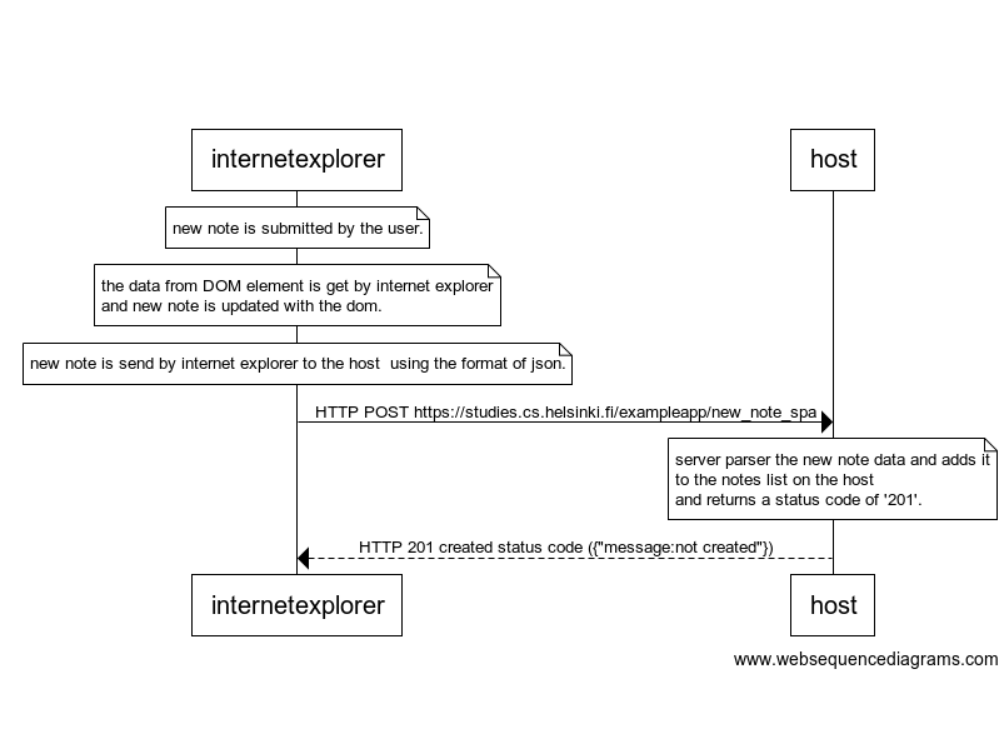 internetexplorer
host
new note is submitted by the user.
the data from DOM element is get by internet explorer
and new note is updated with the dom.
new note is send by internet explorer to the host  using the format of json.
HTTP POST https://studies.cs.helsinki.fi/exampleapp/new_note_spa
server parser the new note data and adds it
to the notes list on the host
and returns a status code of '201'.
HTTP 201 created status code ({"message:not created"})
internetexplorer
host
www.websequencediagrams.com